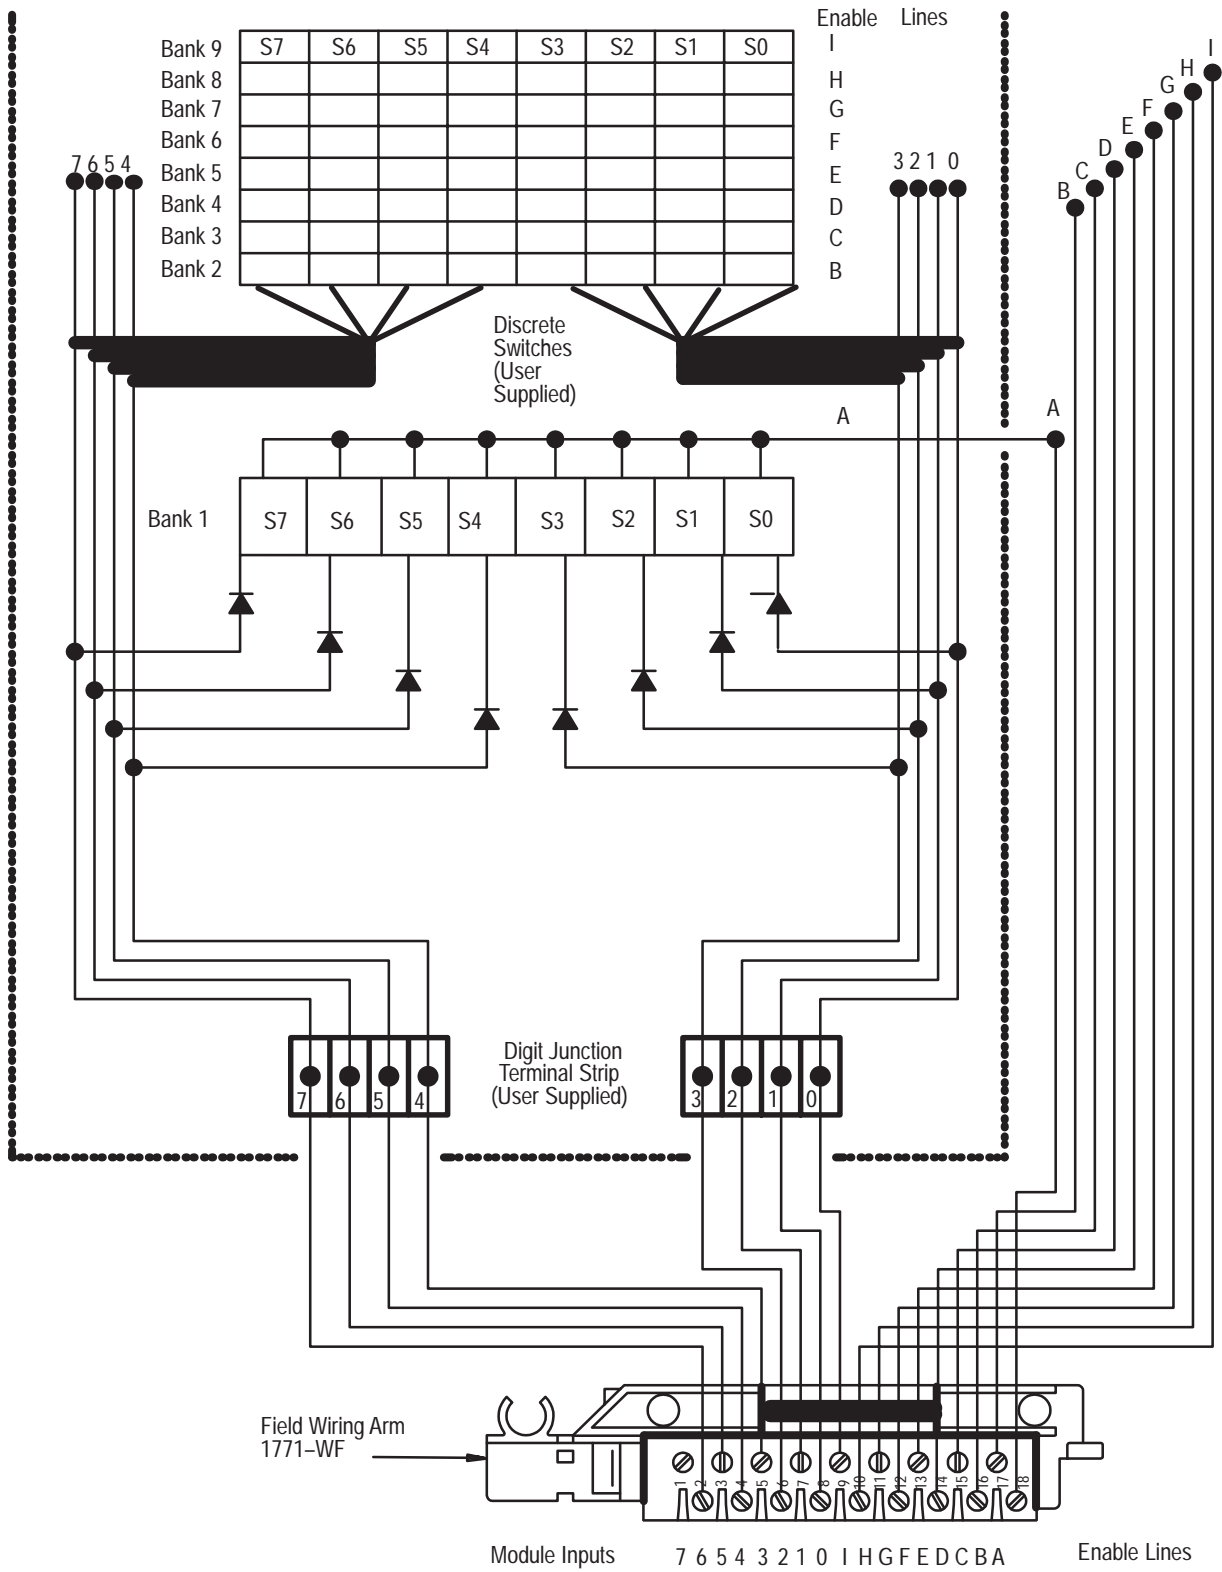 Enable Lines
Bank 9 S7 S6 S5 S4 S3 S2 S1 S0 I
Bank 8 H
Bank 7 G
Bank 6 F
Bank 5 E
Bank 4 D
Bank 3 C
Bank 2 B
7 6 5 4
3 2 1 0
I
H
G
F
E
D
C
B
Discrete
Switches
(User
Supplied)
A
A
Bank 1 S7 S6 S5 S4 S3 S2 S1 S0
Digit Junction
Terminal Strip
(User Supplied)
7 6 5 4
3 2 1 0
Field Wiring Arm
1771–WF
1 2 3 4 5 6 7 8 9 10 11 12 13 14 15 16 17 18
Module Inputs 7 6 5 4 3 2 1 0 I H G F E D C B A Enable Lines